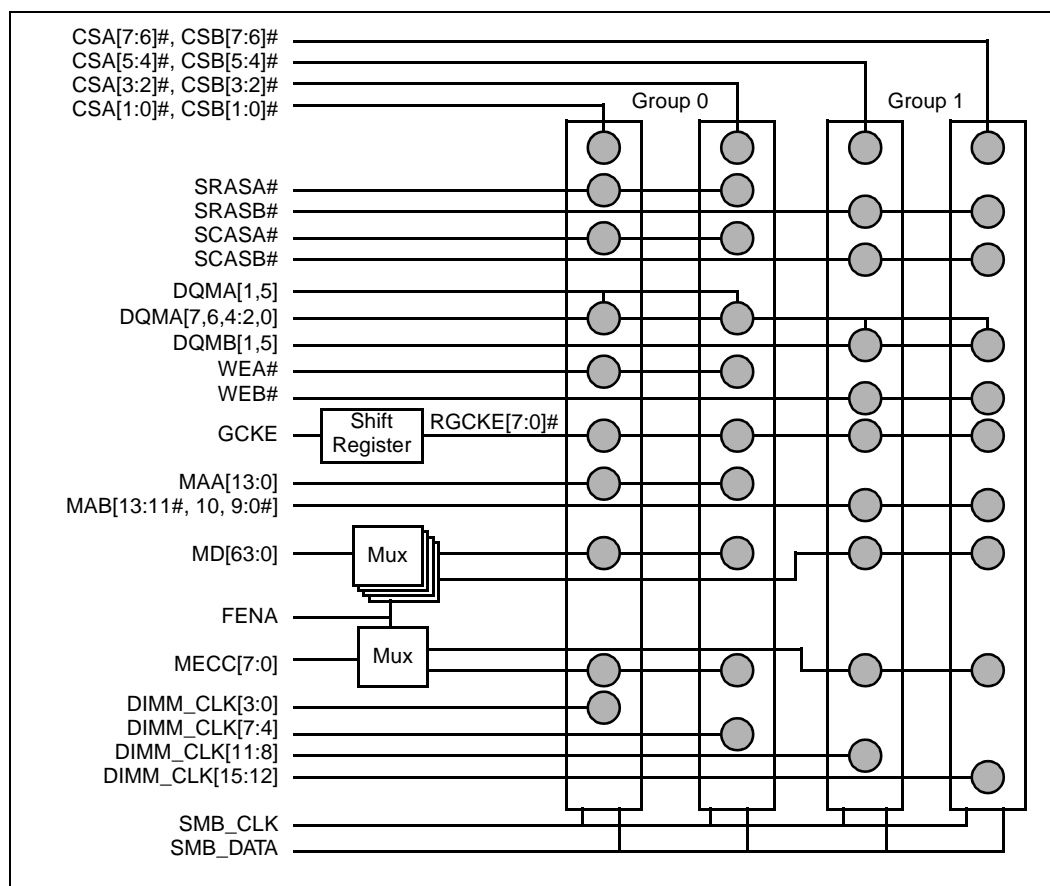 CSA[7:6]#, CSB[7:6]#
CSA[5:4]#, CSB[5:4]#
CSA[3:2]#, CSB[3:2]#
CSA[1:0]#, CSB[1:0]#
Group 0
Group 1
SRASA#
SRASB#
SCASA#
SCASB#
DQMA[1,5]
DQMA[7,6,4:2,0]
DQMB[1,5]
WEA#
WEB#
GCKE
Shift
Register
RGCKE[7:0]#
MAA[13:0]
MAB[13:11#, 10, 9:0#]
MD[63:0]
Mux
FENA
MECC[7:0]
Mux
DIMM_CLK[3:0]
DIMM_CLK[7:4]
DIMM_CLK[11:8]
DIMM_CLK[15:12]
SMB_CLK
SMB_DATA